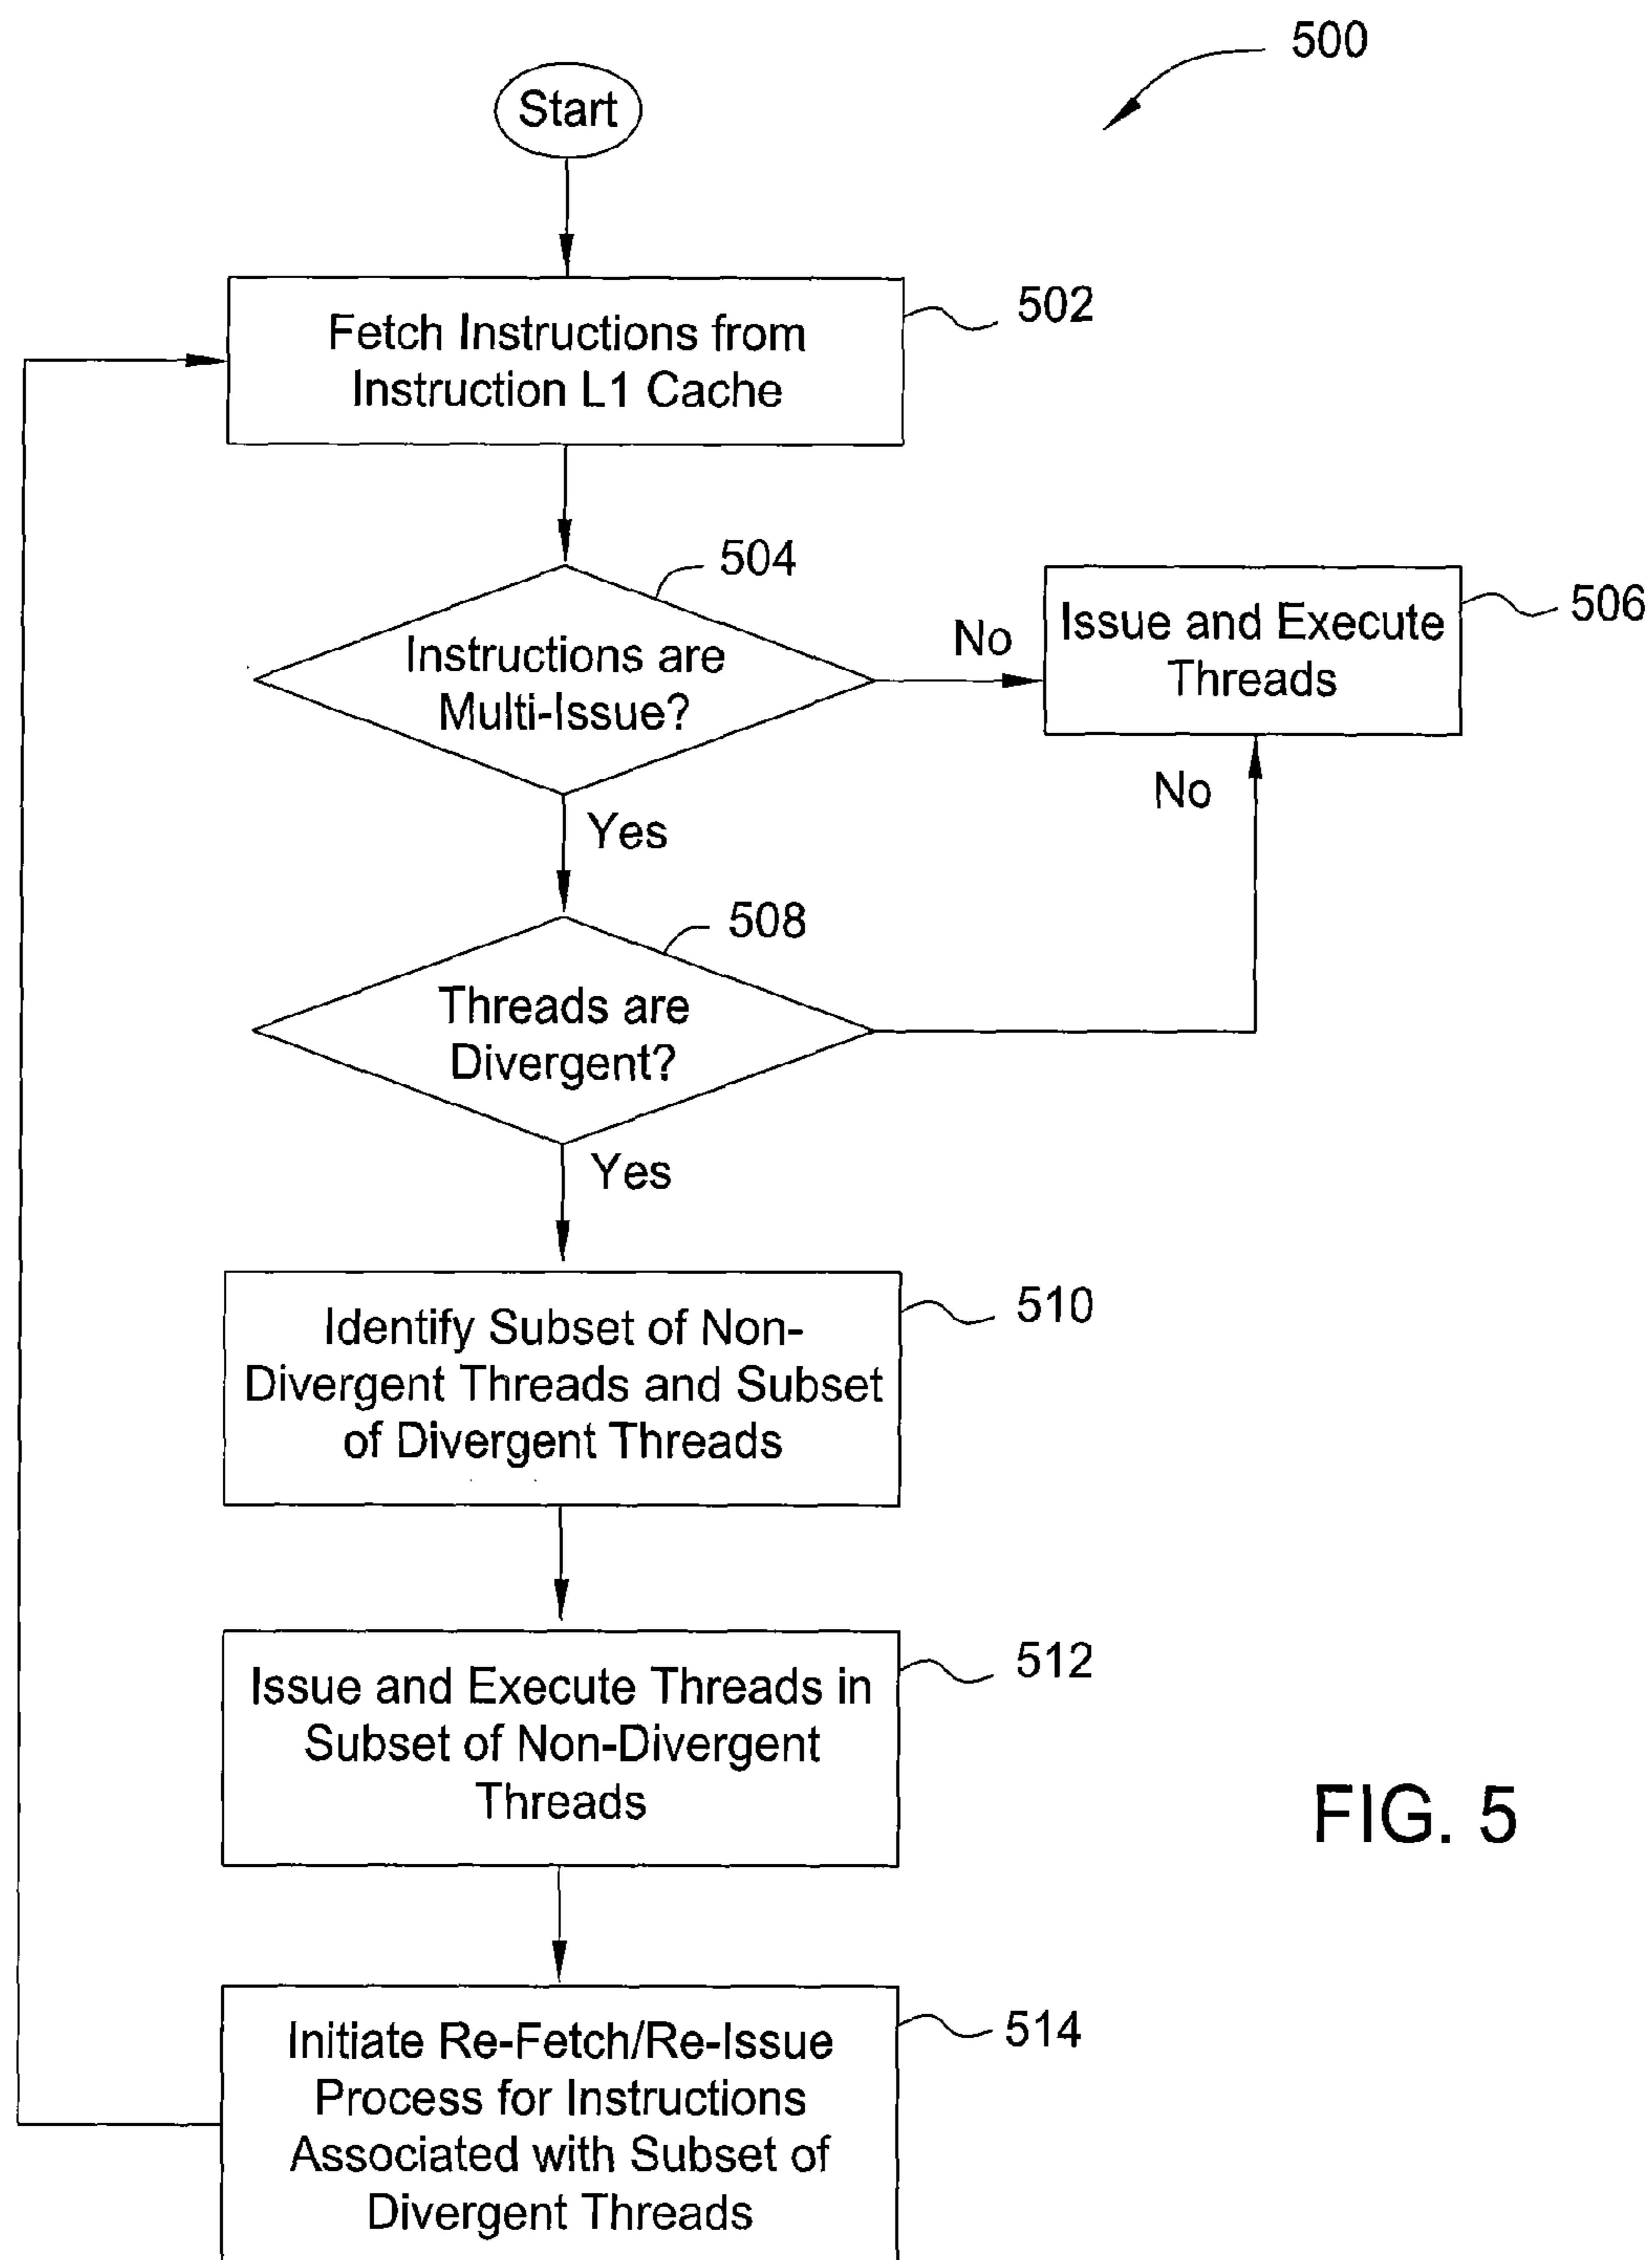 500
Start
Fetch Instructions from
Instruction L1 Cache
502
504
Instructions are
Multi-Issue?
No
Issue and Execute
Threads
506
Yes
No
508
Threads are
Divergent?
Yes
Identify Subset of Non-
Divergent Threads and Subset
of Divergent Threads
510
Issue and Execute Threads in
Subset of Non-Divergent
Threads
512
FIG. 5
Initiate Re-Fetch/Re-Issue
Process for Instructions
Associated with Subset of
Divergent Threads
514